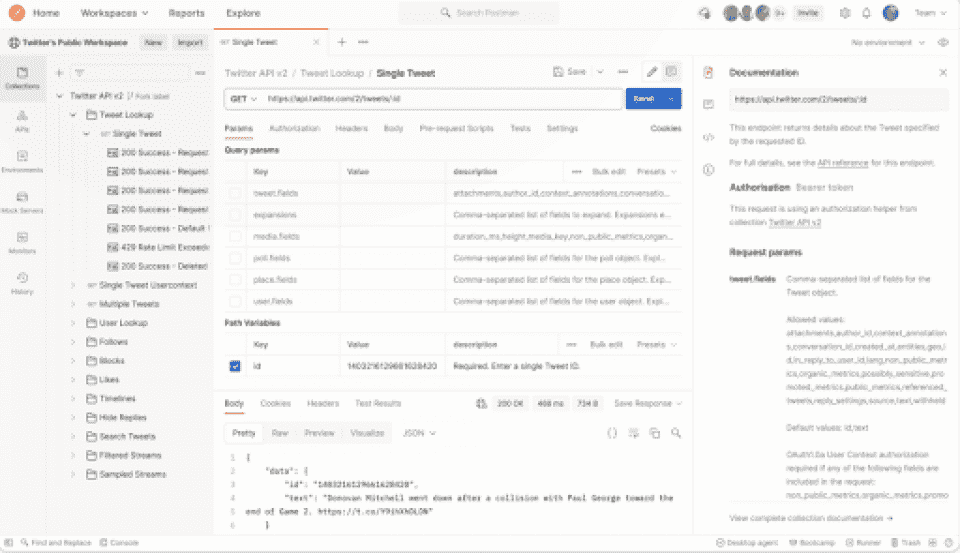 Home Workspaces Reports Explore Search Postman 9+ Invite Team
Twitter's Public Workspace New Import GET Single Tweet No environment
Collections
APIs
Environments
Mock Servers
Monitors
History
Twitter API v2 Fork label
Tweet Lookup
GET Single Tweet
200 Success - Request
200 Success - Request
200 Success - Request
200 Success - Request
200 Success - Default
429 Rate Limit Exceeded
200 Success - Deleted
GET Single Tweet Usercontext
GET Multiple Tweets
User Lookup
Follows
Blocks
Likes
Timelines
Hide Replies
Search Tweets
Filtered Streams
Sampled Streams
Twitter API v2 / Tweet Lookup / Single Tweet Save
GET https://api.twitter.com/2/tweets/:id Send
Params Authorization Headers Body Pre-request Scripts Tests Settings Cookies
Query params
Key Value description Bulk edit Presets
tweet.fields attachments,author_id,context_annotations,conversatio...
expansions Comma-separated list of fields to expand. Expansions e...
media.fields duration_ms,height,media_key,non_public_metrics,organ...
poll.fields Comma-separated list of fields for the poll object. Expan...
place.fields Comma-separated list of fields for the place object. Exp...
user.fields Comma-separated list of fields for the user object. Expl...
Path Variables
Key Value description Bulk edit Presets
id Required. Enter a single Tweet ID.
Body Cookies Headers Test Results 200 OK 468 ms 734 B Save Response
Pretty Raw Preview Visualize JSON
1 {
2 "data": {
3 "id":
4 "text": "Donovan Mitchell went down after a collision with Paul George toward the
end of Game 2.
5 }
Documentation
https://api.twitter.com/2/tweets/:id
This endpoint returns details about the Tweet specified
by the requested ID.
For full details, see the API reference for this endpoint.
Authorisation Bearer token
This request is using an authorization helper from
collection Twitter API v2
Request params
tweet.fields Comma-separated list of fields for the
Tweet object.
Allowed values:
attachments,author_id,context_annotation
s,conversation_id,created_at,entities,geo,i
d,in_reply_to_user_id,lang,non_public_metr
ics,organic_metrics,possibly_sensitive,pro
moted_metrics,public_metrics,referenced_
tweets,reply_settings,source,text,withheld
Default values: id,text
OAuth1.0a User Context authorization
required if any of the following fields are
included in the request:
non_public_metrics,organic_metrics,promo
View complete collection documentation →
Find and Replace Console Desktop agent Bootcamp Runner Trash